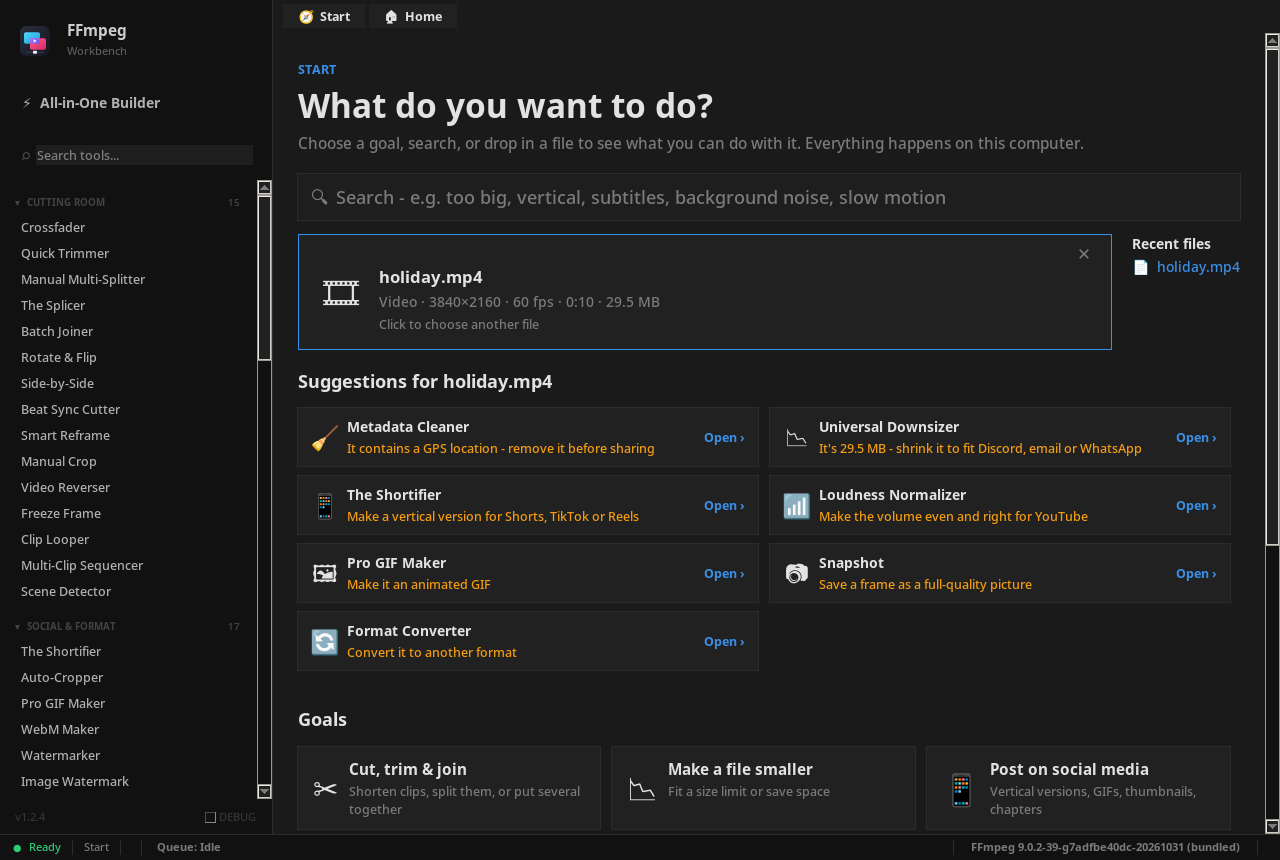 FFmpeg
Workbench
All-in-One Builder
Search tools...
CUTTING ROOM 15
Crossfader
Quick Trimmer
Manual Multi-Splitter
The Splicer
Batch Joiner
Rotate & Flip
Side-by-Side
Beat Sync Cutter
Smart Reframe
Manual Crop
Video Reverser
Freeze Frame
Clip Looper
Multi-Clip Sequencer
Scene Detector
SOCIAL & FORMAT 17
The Shortifier
Auto-Cropper
Pro GIF Maker
WebM Maker
Watermarker
Image Watermark
v1.2.4 DEBUG
Start Home
START
What do you want to do?
Choose a goal, search, or drop in a file to see what you can do with it. Everything happens on this computer.
Search - e.g. too big, vertical, subtitles, background noise, slow motion
holiday.mp4
Video · 3840×2160 · 60 fps · 0:10 · 29.5 MB
Click to choose another file
Recent files
holiday.mp4
Suggestions for holiday.mp4
Metadata Cleaner
It contains a GPS location - remove it before sharing
Open ›
Universal Downsizer
It's 29.5 MB - shrink it to fit Discord, email or WhatsApp
Open ›
The Shortifier
Make a vertical version for Shorts, TikTok or Reels
Open ›
Loudness Normalizer
Make the volume even and right for YouTube
Open ›
Pro GIF Maker
Make it an animated GIF
Open ›
Snapshot
Save a frame as a full-quality picture
Open ›
Format Converter
Convert it to another format
Open ›
Goals
Cut, trim & join
Shorten clips, split them, or put several
together
Make a file smaller
Fit a size limit or save space
Post on social media
Vertical versions, GIFs, thumbnails,
chapters
Ready Start Queue: Idle FFmpeg 9.0.2-39-g7adfbe40dc-20261031 (bundled)